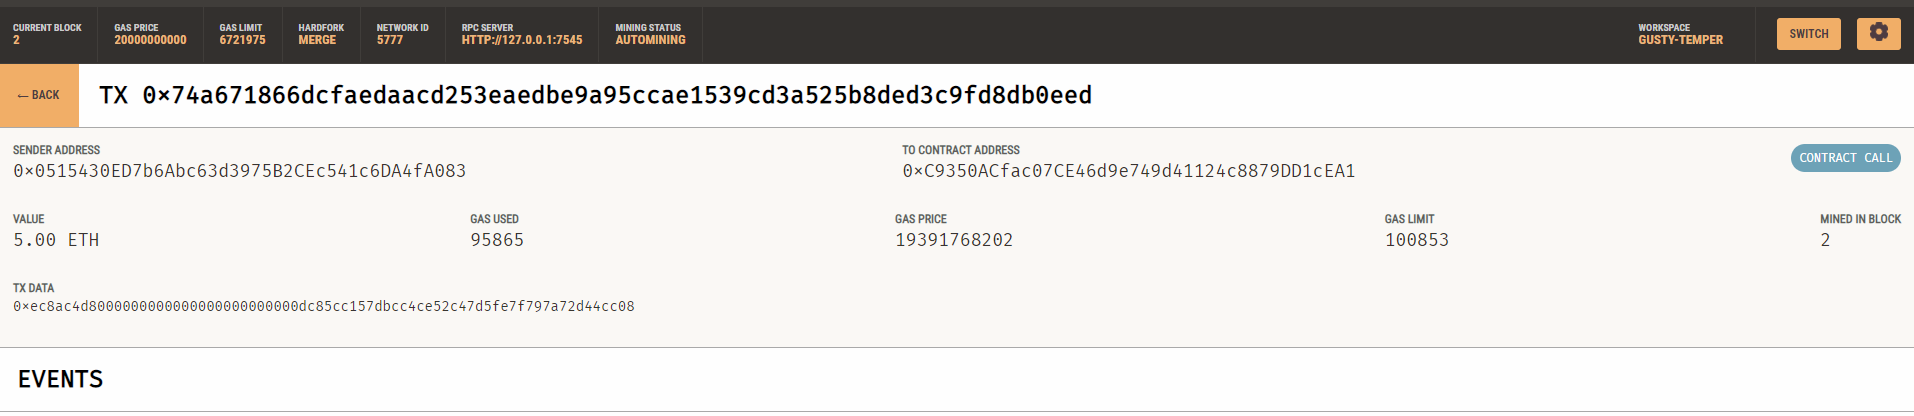 CURRENT BLOCK
2
GAS PRICE
20000000000
GAS LIMIT
6721975
HARDFORK
MERGE
NETWORK ID
5777
RPC SERVER
HTTP://127.0.0.1:7545
MINING STATUS
AUTOMINING
WORKSPACE
GUSTY-TEMPER
SWITCH
← BACK
TX 0×74a671866dcfaedaacd253eaedbe9a95ccae1539cd3a525b8ded3c9fd8db0eed
SENDER ADDRESS
0×0515430ED7b6Abc63d3975B2CEc541c6DA4fA083
TO CONTRACT ADDRESS
0×C9350ACfac07CE46d9e749d41124c8879DD1cEA1
CONTRACT CALL
VALUE
5.00 ETH
GAS USED
95865
GAS PRICE
19391768202
GAS LIMIT
100853
MINED IN BLOCK
2
TX DATA
0×ec8ac4d8000000000000000000000000dc85cc157dbcc4ce52c47d5fe7f797a72d44cc08
EVENTS